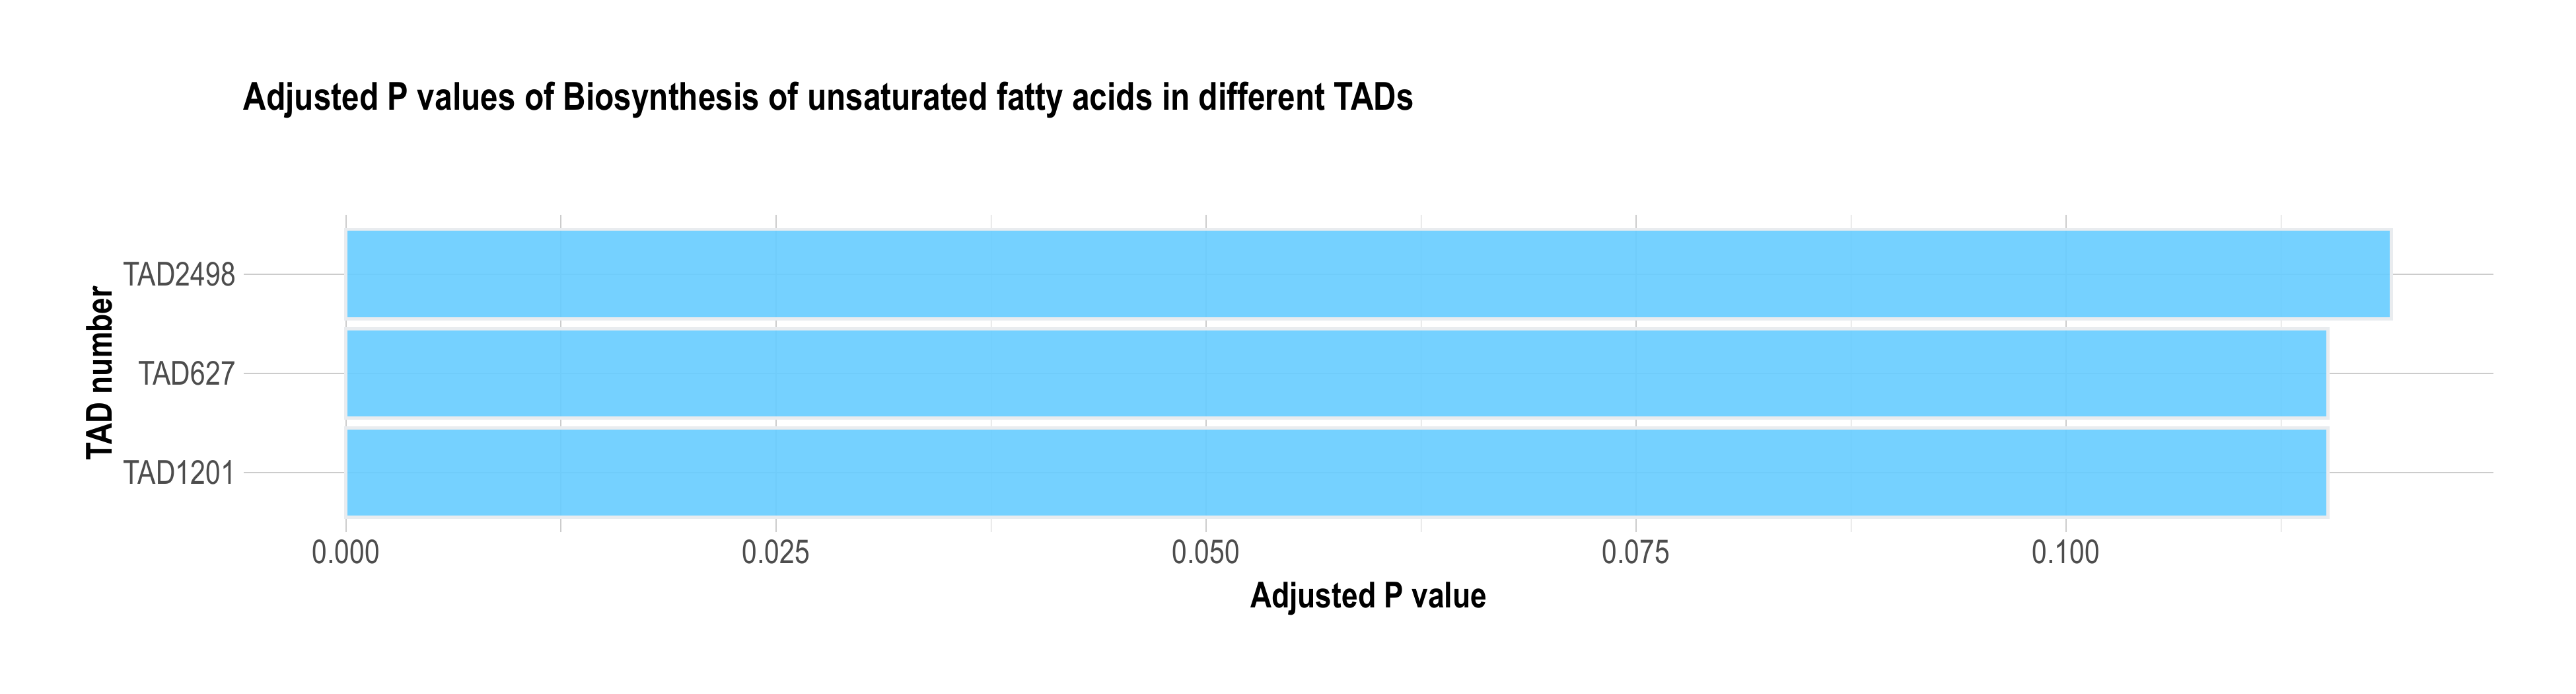 Adjusted P values of Biosynthesis of unsaturated fatty acids in different TADs
TAD number
TAD2498
TAD627
TAD1201
0.000 0.025 0.050 0.075 0.100
Adjusted P value